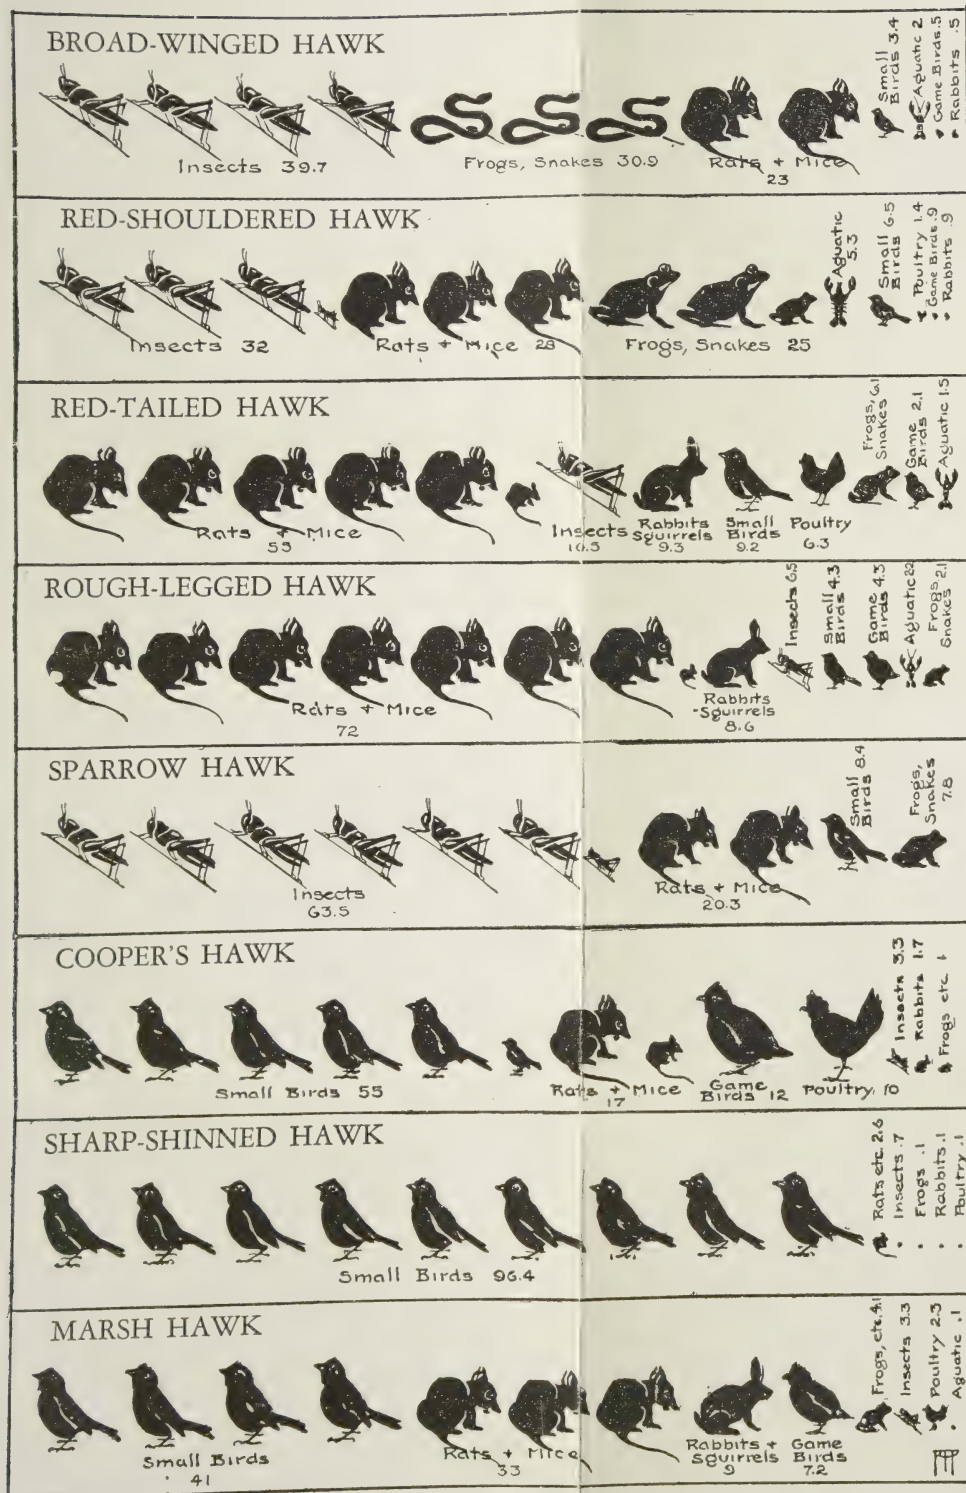 BROAD-WINGED HAWK
Insects 39.7
Frogs, Snakes 30.9
Rats + Mice
23
Small
Birds 3.4
Aquatic 2
Game Birds .5
Rabbits .5
RED-SHOULDERED HAWK
Insects 32
Rats + Mice 28
Frogs, Snakes 25
Aquatic
5.3
Small
Birds 6.5
Poultry 1.4
Game Birds .9
Rabbits .9
RED-TAILED HAWK
Rats + Mice
55
Insects
10.5
Rabbits
Squirrels
9.3
Small
Birds
9.2
Poultry
6.3
Frogs, 6.1
Snakes
Game
Birds 2.1
Aquatic 1.5
ROUGH-LEGGED HAWK
Rats + Mice
72
Rabbits
-Squirrels
8.6
Insects 6.5
Small
Birds 4.3
Game
Birds 4.3
Aquatic 2.2
Frogs,
Snakes 2.1
SPARROW HAWK
Insects
63.5
Rats + Mice
20.3
Small
Birds 8.4
Frogs,
Snakes
7.8
COOPER'S HAWK
Small Birds 55
Rats + Mice
17
Game
Birds 12
Poultry, 10
Insects 3.3
Rabbits 1.7
Frogs etc. 1
SHARP-SHINNED HAWK
Small Birds 96.4
Rats etc. 2.6
Insects .7
Frogs .1
Rabbits .1
Poultry .1
MARSH HAWK
Small Birds
41
Rats + Mice
33
Rabbits +
Squirrels
9
Game
Birds
7.2
Frogs, etc. 4.1
Insects 3.3
Poultry 2.3
Aquatic .1